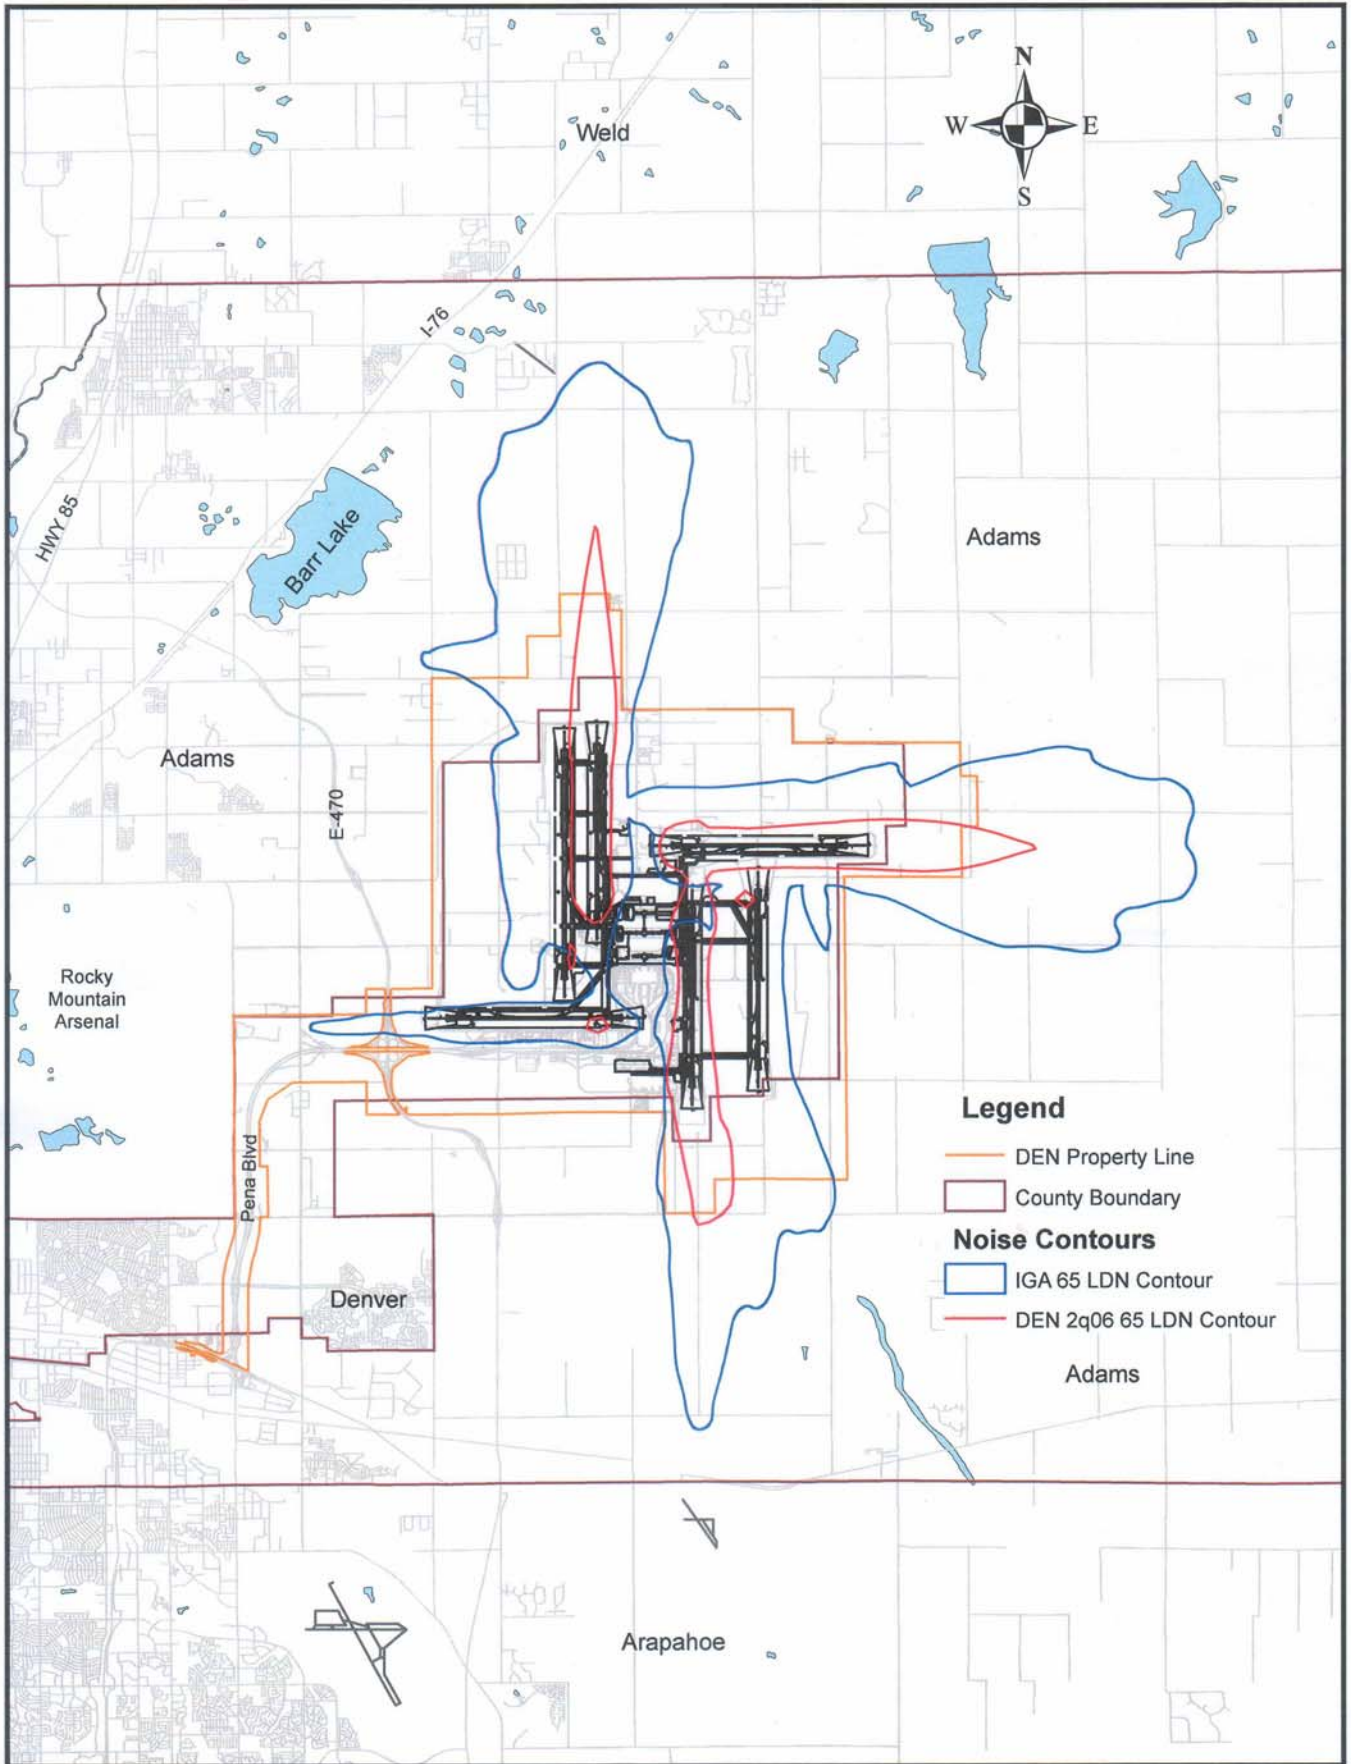 N
W
E
S
Weld
I-76
HWY 85
Barr Lake
Adams
Adams
E-470
Rocky
Mountain
Arsenal
Pena Blvd
Denver
Legend
DEN Property Line
County Boundary
Noise Contours
IGA 65 LDN Contour
DEN 2q06 65 LDN Contour
Adams
Arapahoe